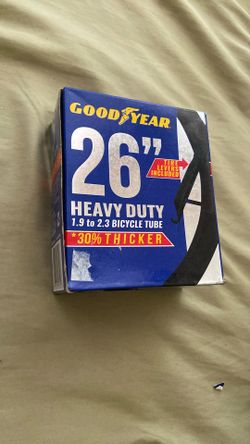 GOODYEAR
26"
TIRE
LEVERS
INCLUDED
HEAVY DUTY
1.9 to 2.3 BICYCLE TUBE
*30% THICKER